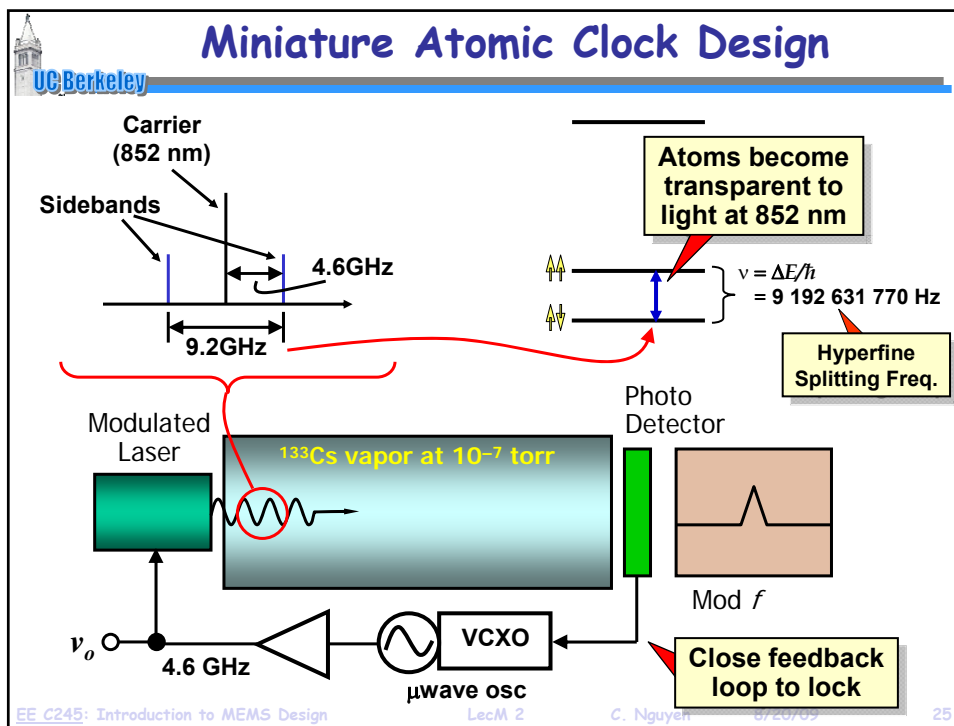 Miniature Atomic Clock Design
UC Berkeley
Carrier
(852 nm)
Sidebands
4.6GHz
9.2GHz
Atoms become
transparent to
light at 852 nm
ν = ΔE/ħ
= 9 192 631 770 Hz
Hyperfine
Splitting Freq.
Modulated
Laser
¹³³Cs vapor at 10⁻⁷ torr
Photo
Detector
Mod f
vₒ
4.6 GHz
VCXO
μwave osc
Close feedback
loop to lock
EE C245: Introduction to MEMS Design LecM 2 C. Nguyen 8/20/09 25